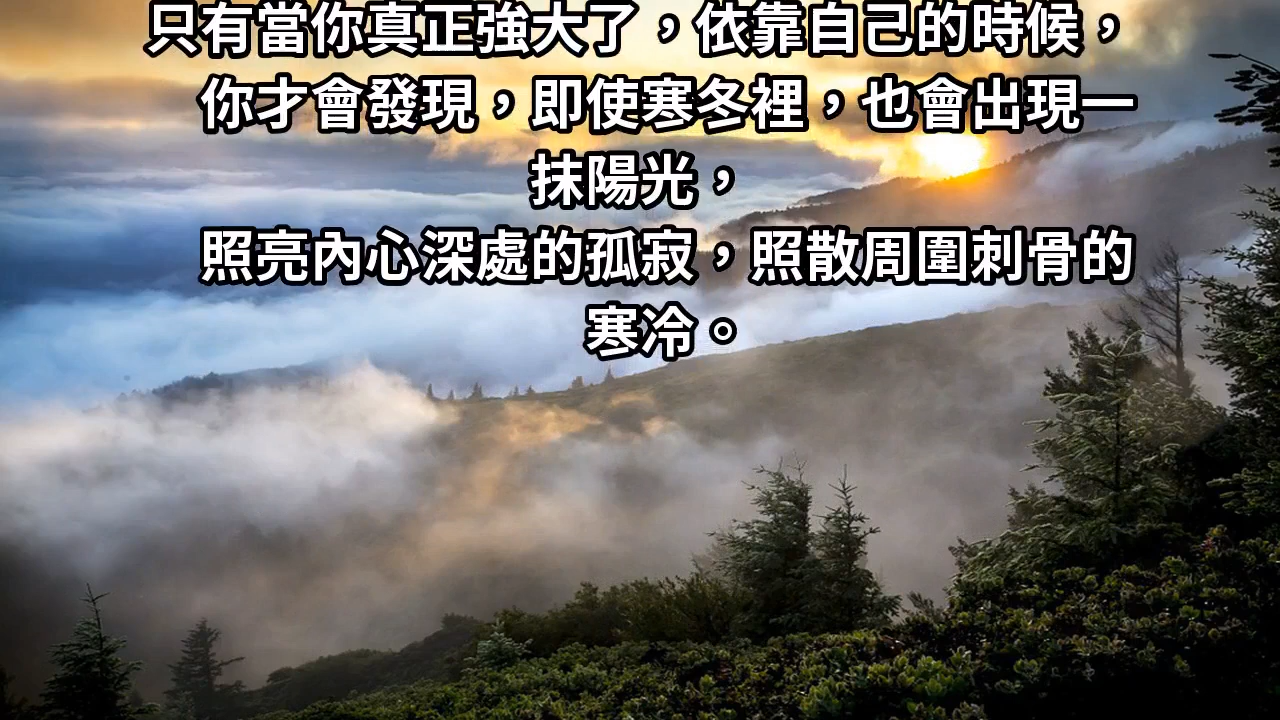 只有當你真正強大了，依靠自己的時候，
你才會發現，即使寒冬裡，也會出現一
抹陽光，
照亮內心深處的孤寂，照散周圍刺骨的
寒冷。